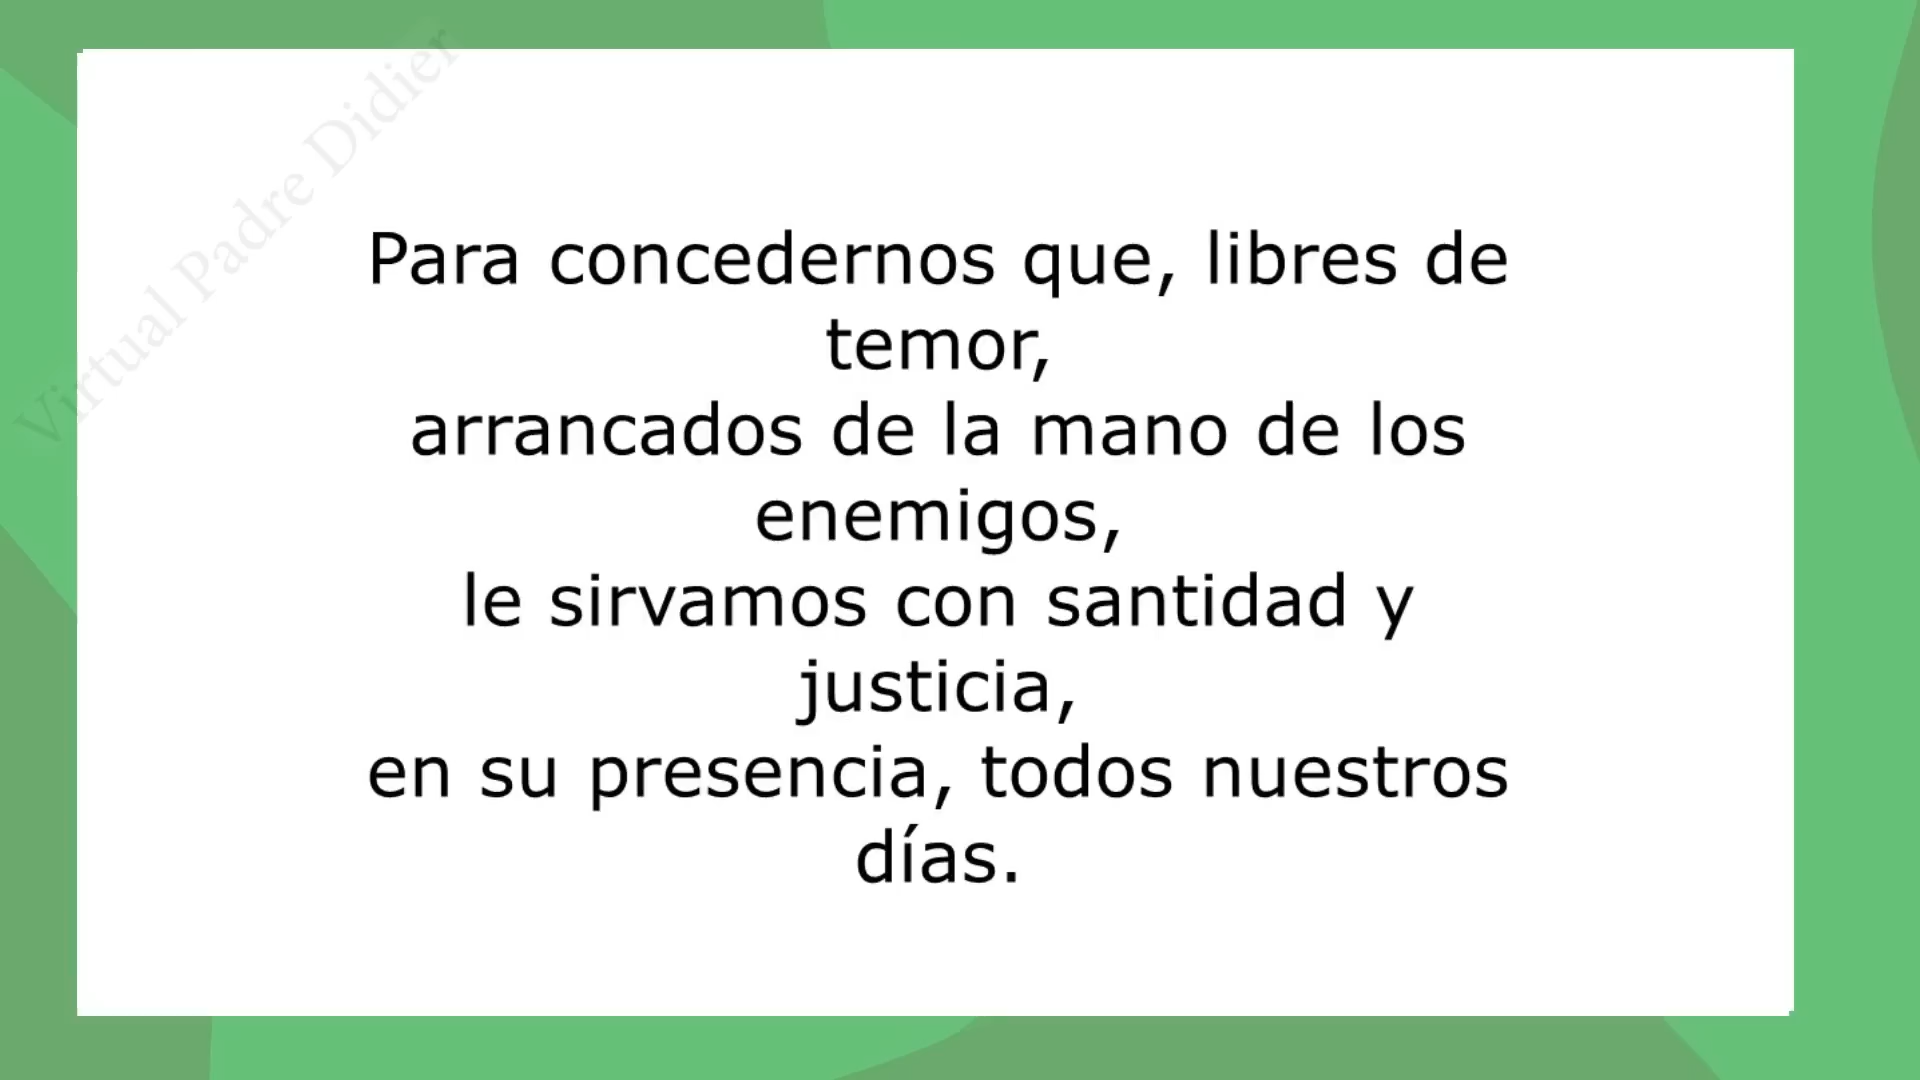 Virtual Padre Didier
Para concedernos que, libres de
temor,
arrancados de la mano de los
enemigos,
le sirvamos con santidad y
justicia,
en su presencia, todos nuestros
días.